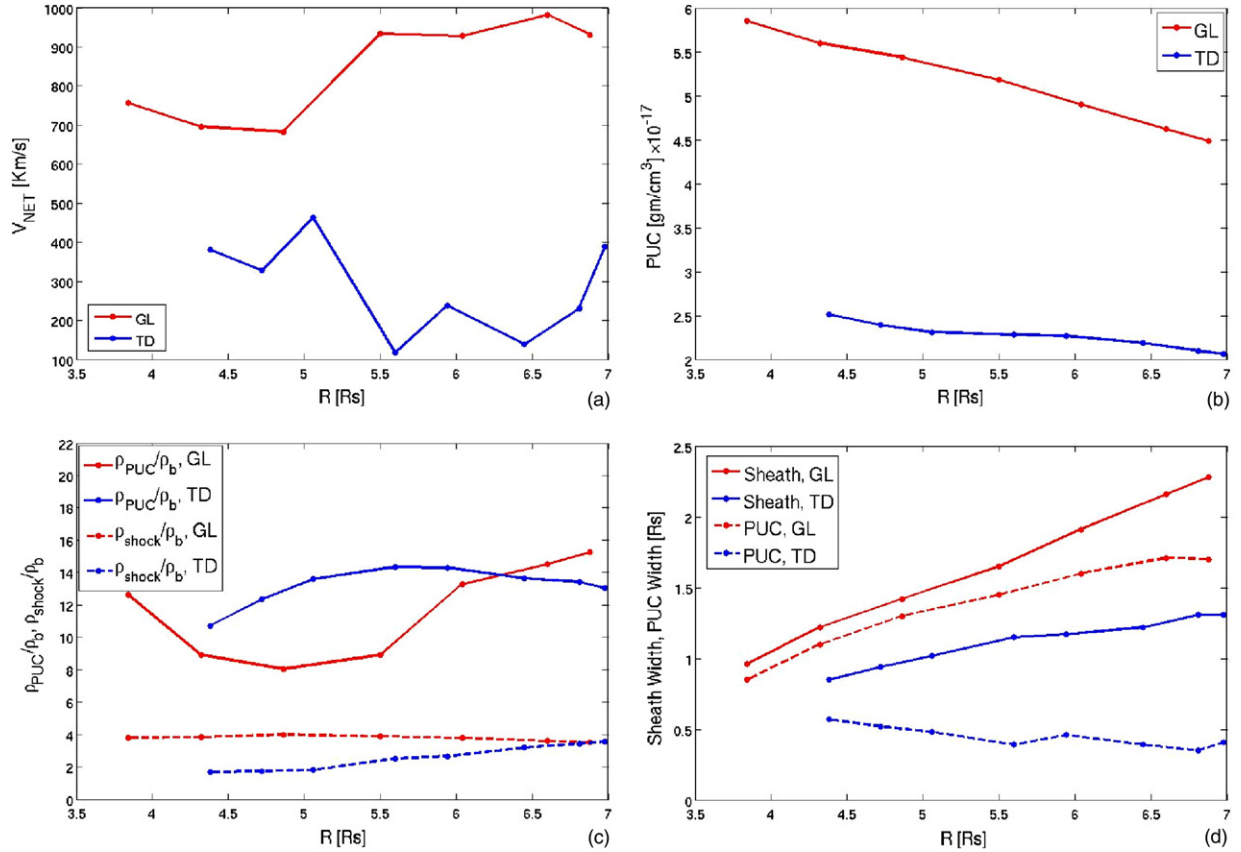 1000
900
800
700
600
500
400
300
200
100
V_NET [Km/s]
GL
TD
3.5 4 4.5 5 5.5 6 6.5 7
R [Rs]
(a)
6
5.5
5
4.5
4
3.5
3
2.5
2
PUC [gm/cm³]×10⁻¹⁷
GL
TD
3.5 4 4.5 5 5.5 6 6.5 7
R [Rs]
(b)
22
20
18
16
14
12
10
8
6
4
2
0
ρ_PUC/ρ_b, ρ_shock/ρ_b
ρ_PUC/ρ_b, GL
ρ_PUC/ρ_b, TD
ρ_shock/ρ_b, GL
ρ_shock/ρ_b, TD
3.5 4 4.5 5 5.5 6 6.5 7
R [Rs]
(c)
2.5
2
1.5
1
0.5
0
Sheath Width, PUC Width [Rs]
Sheath, GL
Sheath, TD
PUC, GL
PUC, TD
3.5 4 4.5 5 5.5 6 6.5 7
R [Rs]
(d)